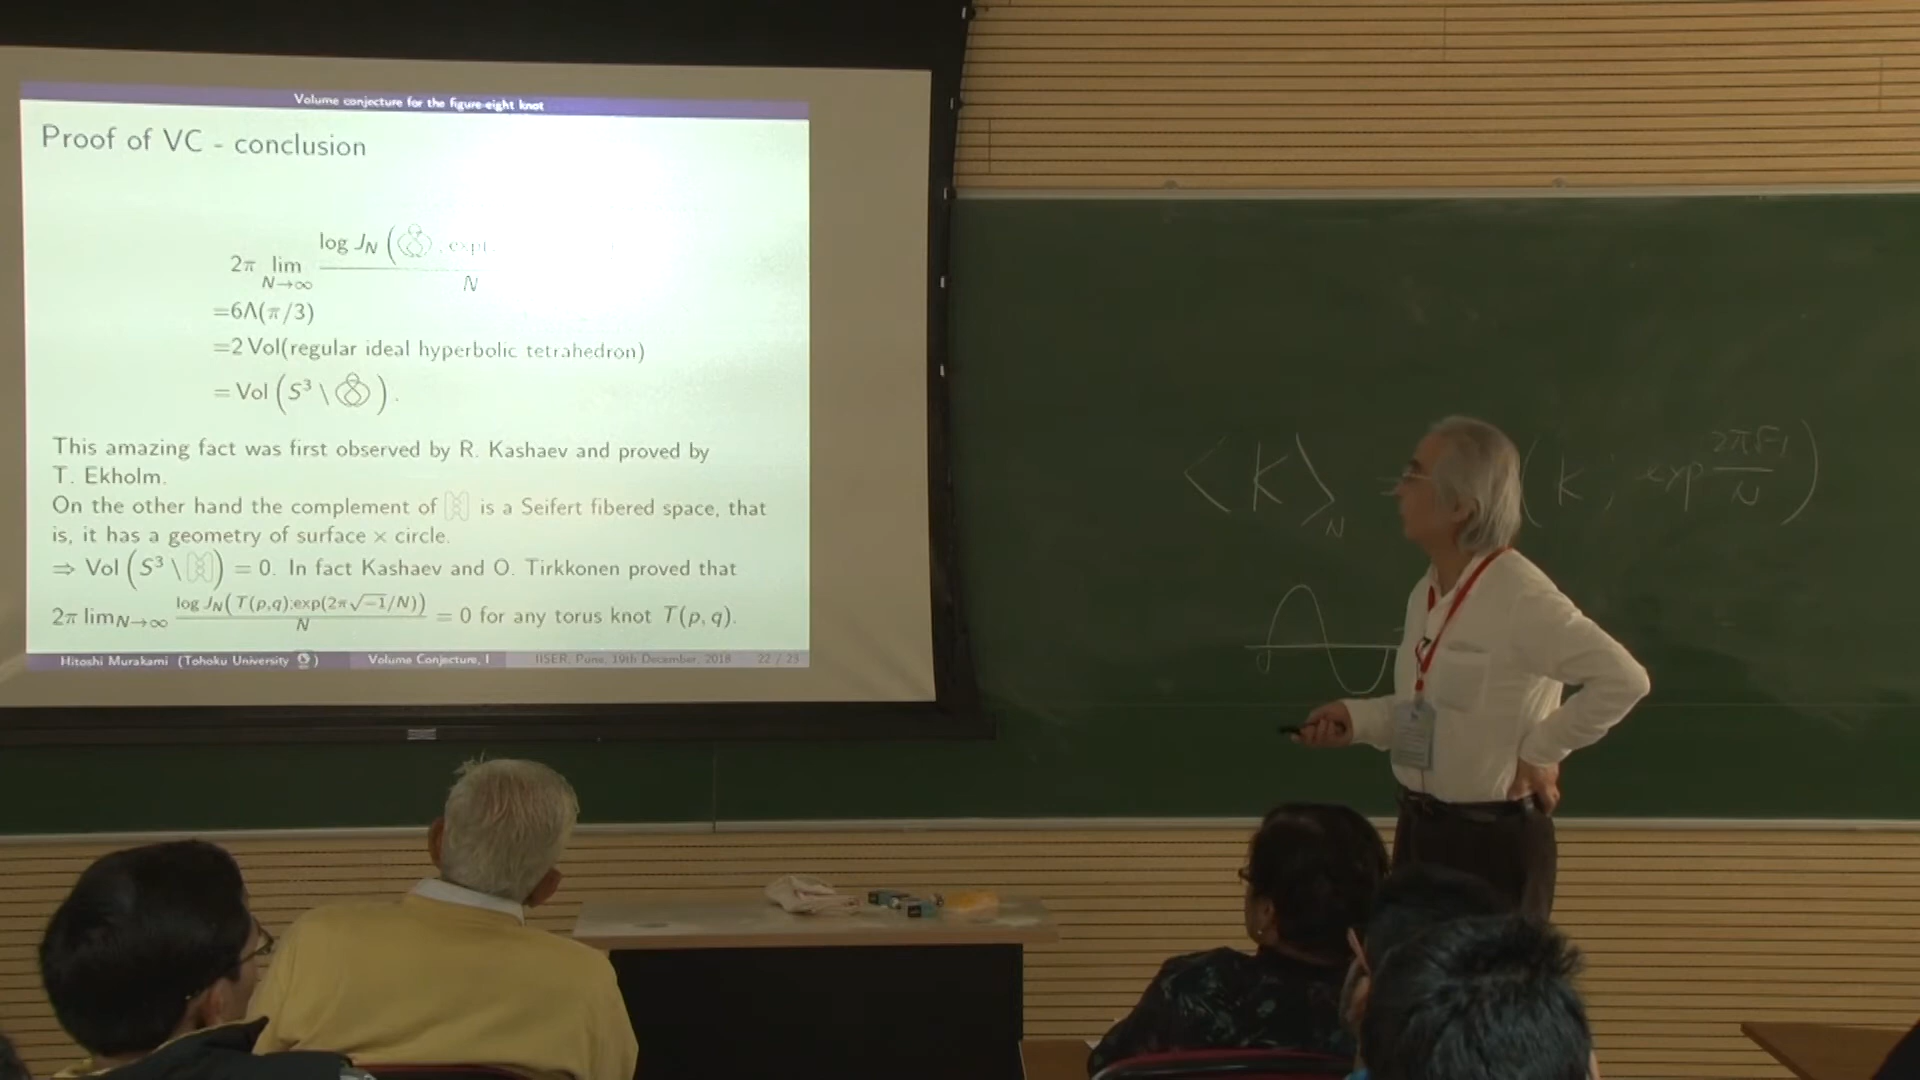 Volume conjecture for the figure-eight knot
Proof of VC - conclusion
log J_N ( , exp(
2π lim N→∞
N
=6Λ(π/3)
=2 Vol(regular ideal hyperbolic tetrahedron)
= Vol ( S³ \ ) .
This amazing fact was first observed by R. Kashaev and proved by
T. Ekholm.
On the other hand the complement of is a Seifert fibered space, that
is, it has a geometry of surface × circle.
⇒ Vol ( S³ \ ) = 0. In fact Kashaev and O. Tirkkonen proved that
2π lim_{N→∞} log J_N(T(p,q);exp(2π√-1/N)) / N = 0 for any torus knot T(p, q).
Hitoshi Murakami (Tohoku University ) Volume Conjecture, I IISER, Pune, 19th December, 2018 22 / 23
<K>_N = (K; exp 2π√-1 / N)